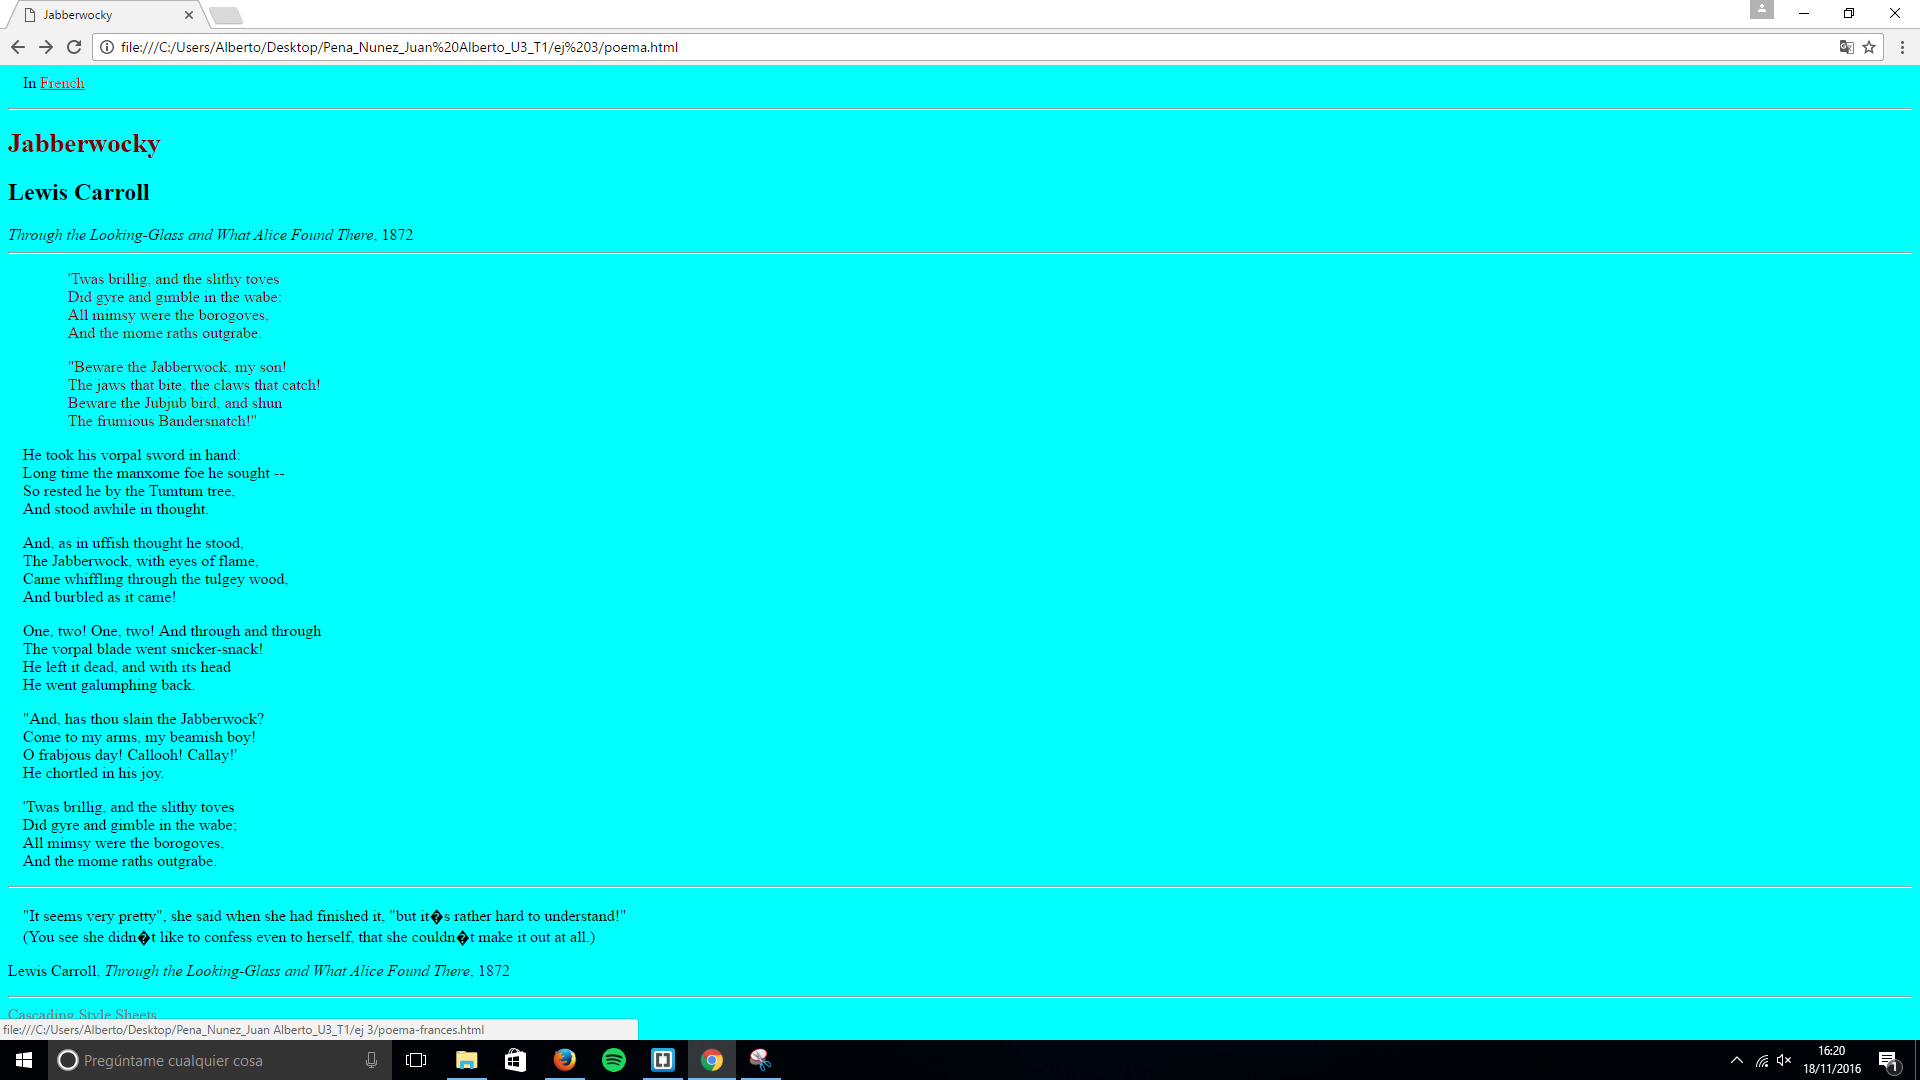 Jabberwocky
file:///C:/Users/Alberto/Desktop/Pena_Nunez_Juan%20Alberto_U3_T1/ej%203/poema.html
In French
Jabberwocky
Lewis Carroll
Through the Looking-Glass and What Alice Found There, 1872
'Twas brillig, and the slithy toves
Did gyre and gimble in the wabe:
All mimsy were the borogoves,
And the mome raths outgrabe.
"Beware the Jabberwock, my son!
The jaws that bite, the claws that catch!
Beware the Jubjub bird, and shun
The frumious Bandersnatch!"
He took his vorpal sword in hand:
Long time the manxome foe he sought --
So rested he by the Tumtum tree,
And stood awhile in thought.
And, as in uffish thought he stood,
The Jabberwock, with eyes of flame,
Came whiffling through the tulgey wood,
And burbled as it came!
One, two! One, two! And through and through
The vorpal blade went snicker-snack!
He left it dead, and with its head
He went galumphing back.
"And, has thou slain the Jabberwock?
Come to my arms, my beamish boy!
O frabjous day! Callooh! Callay!'
He chortled in his joy.
'Twas brillig, and the slithy toves
Did gyre and gimble in the wabe;
All mimsy were the borogoves,
And the mome raths outgrabe.
"It seems very pretty", she said when she had finished it, "but it�s rather hard to understand!"
(You see she didn�t like to confess even to herself, that she couldn�t make it out at all.)
Lewis Carroll, Through the Looking-Glass and What Alice Found There, 1872
Cascading Style Sheets
file:///C:/Users/Alberto/Desktop/Pena_Nunez_Juan Alberto_U3_T1/ej 3/poema-frances.html
Pregúntame cualquier cosa
16:20
18/11/2016
1